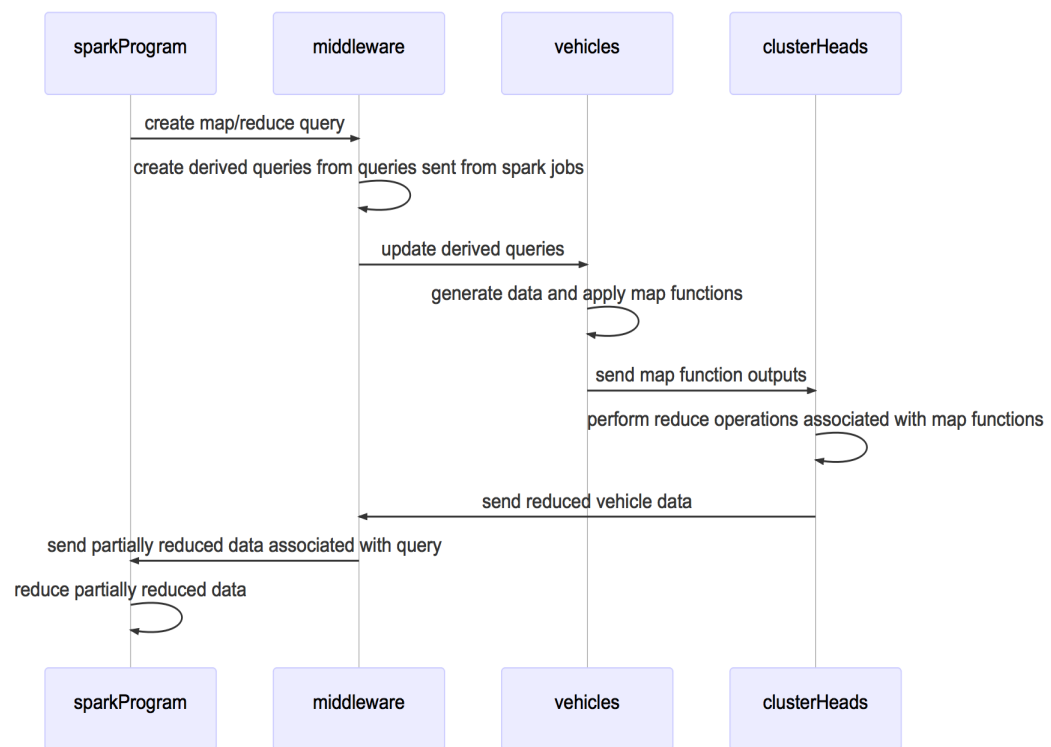 sparkProgram
middleware
vehicles
clusterHeads
create map/reduce query
create derived queries from queries sent from spark jobs
update derived queries
generate data and apply map functions
send map function outputs
perform reduce operations associated with map functions
send reduced vehicle data
send partially reduced data associated with query
reduce partially reduced data
sparkProgram
middleware
vehicles
clusterHeads